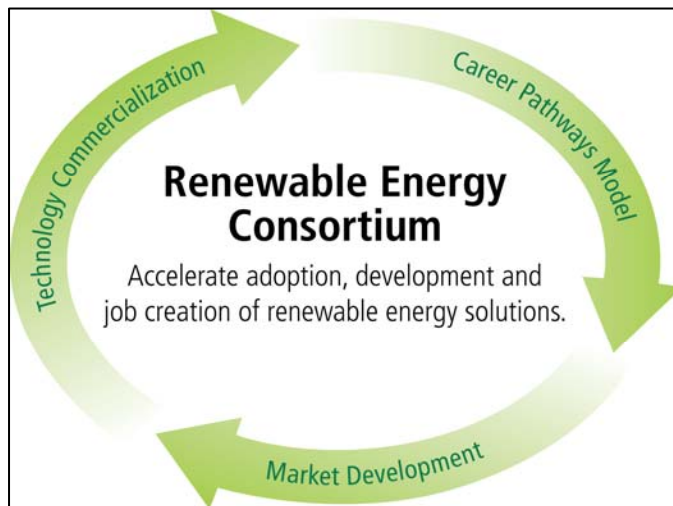 Technology Commercialization
Career Pathways Model
Renewable Energy
Consortium
Accelerate adoption, development and
job creation of renewable energy solutions.
Market Development